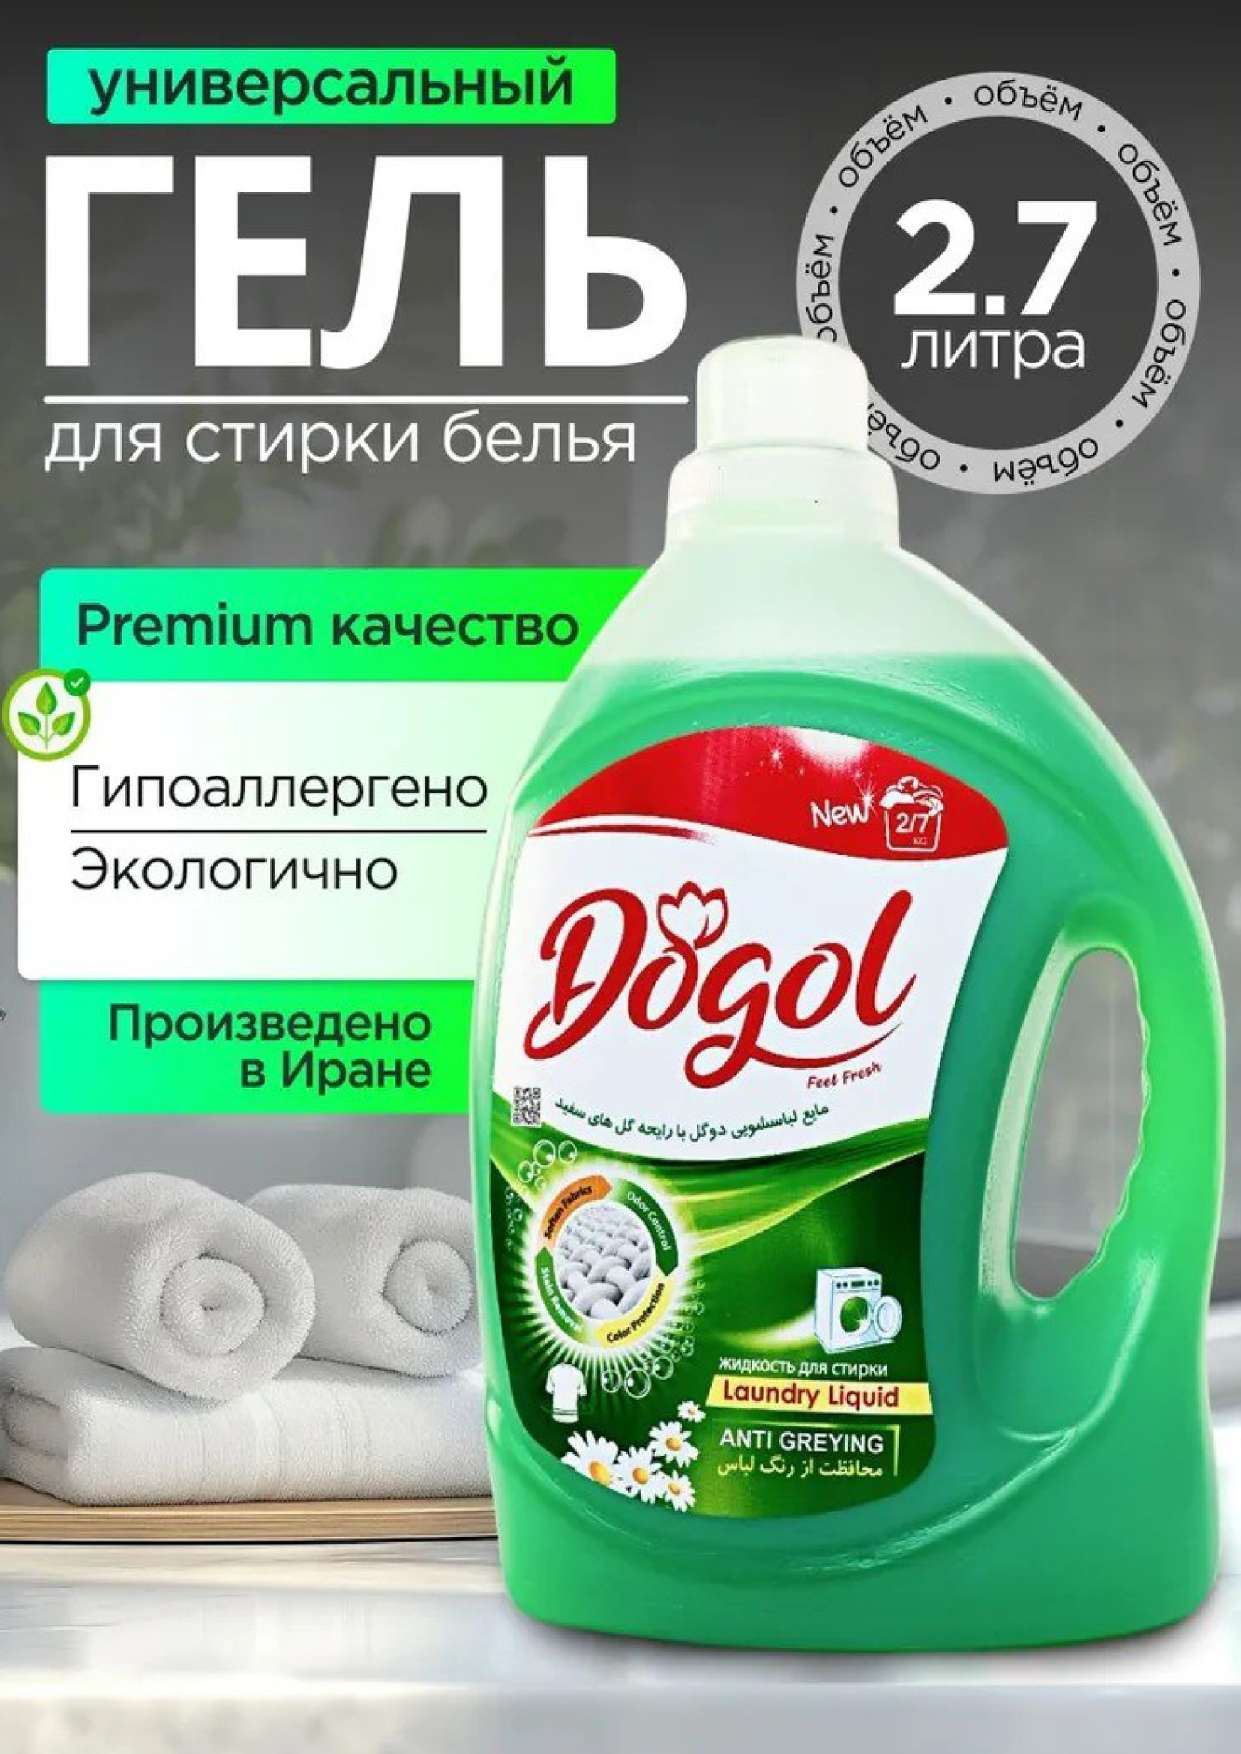 универсальный
ГЕЛЬ
для стирки белья
объём • объём • объём • объём • объём • объём • объём • объём
2.7
литра
Premium качество
Гипоаллергено
Экологично
Произведено
в Иране
New
2/7
KG
Dogol
Feel Fresh
مایع لباسشویی دوگل با رایحه گل های سفید
Soften Fabrics
Odor Control
Stain Remover
Color Protection
жидкость для стирки
Laundry Liquid
ANTI GREYING
محافظت از رنگ لباس